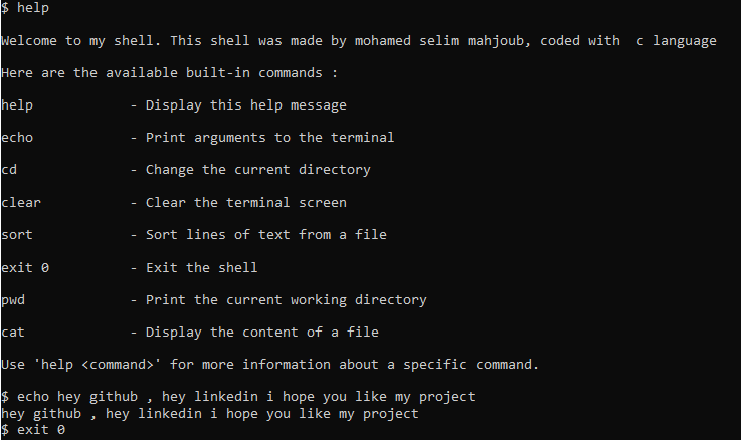 $ help
Welcome to my shell. This shell was made by mohamed selim mahjoub, coded with  c language
Here are the available built-in commands :
help            - Display this help message
echo            - Print arguments to the terminal
cd              - Change the current directory
clear           - Clear the terminal screen
sort            - Sort lines of text from a file
exit 0          - Exit the shell
pwd             - Print the current working directory
cat             - Display the content of a file
Use 'help <command>' for more information about a specific command.
$ echo hey github , hey linkedin i hope you like my project
hey github , hey linkedin i hope you like my project
$ exit 0